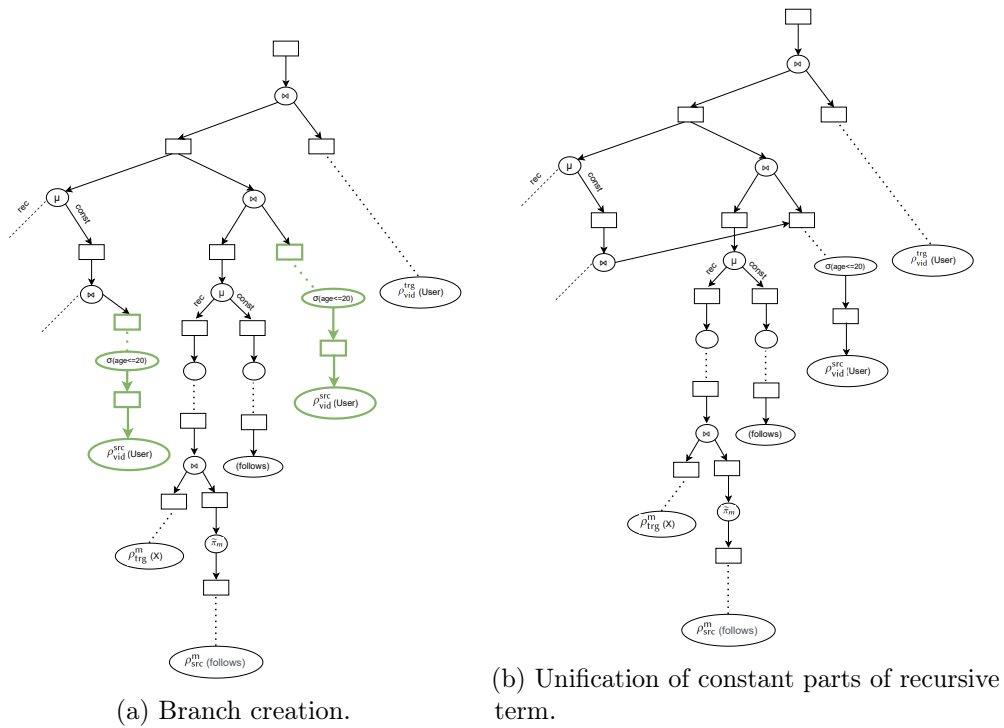 ⋈
⋈
μ
rec
const
μ
rec
const
⋈
⋈
ρ^trg_vid (User)
ρ^trg_vid (User)
σ(age<=20)
μ
rec
const
⋈
μ
rec
const
⋈
σ(age<=20)
σ(age<=20)
ρ^src_vid (User)
ρ^src_vid (User)
ρ^src_vid (User)
⋈
(follows)
⋈
(follows)
ρ^m_trg (X)
π̃_m
ρ^m_trg (X)
π̃_m
ρ^m_src (follows)
ρ^m_src (follows)
(a) Branch creation.
(b) Unification of constant parts of recursive
term.